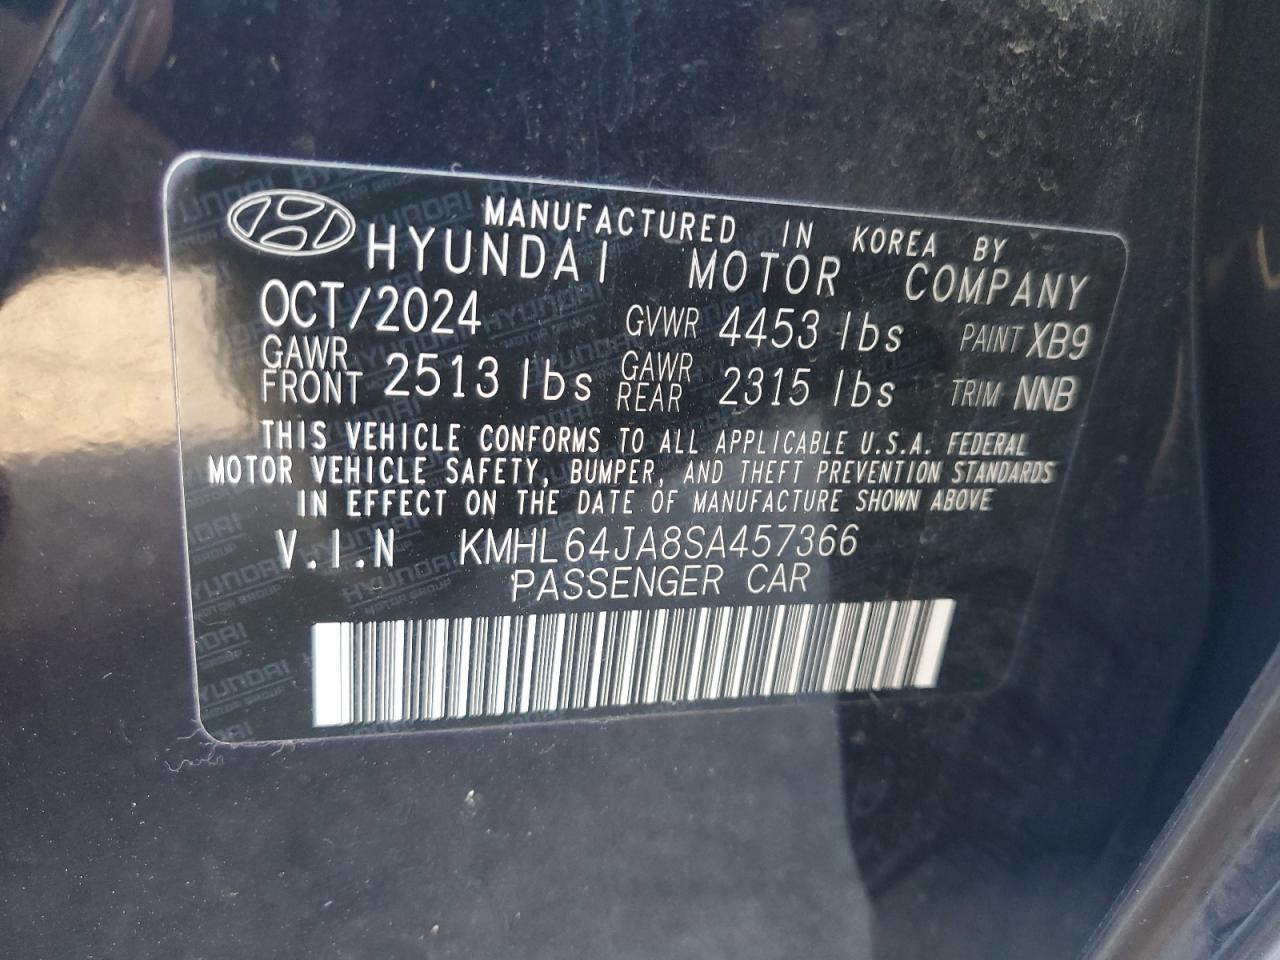 MANUFACTURED IN KOREA BY
HYUNDAI MOTOR COMPANY
OCT/2024 GVWR 4453 lbs PAINT XB9
GAWR FRONT 2513 lbs GAWR REAR 2315 lbs TRIM NNB
THIS VEHICLE CONFORMS TO ALL APPLICABLE U.S.A. FEDERAL
MOTOR VEHICLE SAFETY, BUMPER, AND THEFT PREVENTION STANDARDS
IN EFFECT ON THE DATE OF MANUFACTURE SHOWN ABOVE
V.I.N KMHL64JA8SA457366
PASSENGER CAR